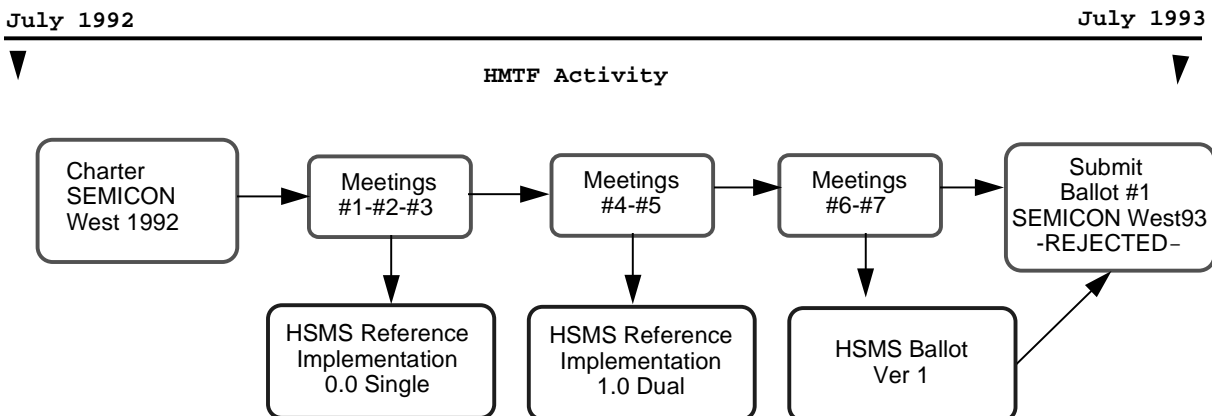 July 1992
July 1993
HMTF Activity
Charter
SEMICON
West 1992
Meetings
#1-#2-#3
Meetings
#4-#5
Meetings
#6-#7
Submit
Ballot #1
SEMICON West93
-REJECTED-
HSMS Reference
Implementation
0.0 Single
HSMS Reference
Implementation
1.0 Dual
HSMS Ballot
Ver 1